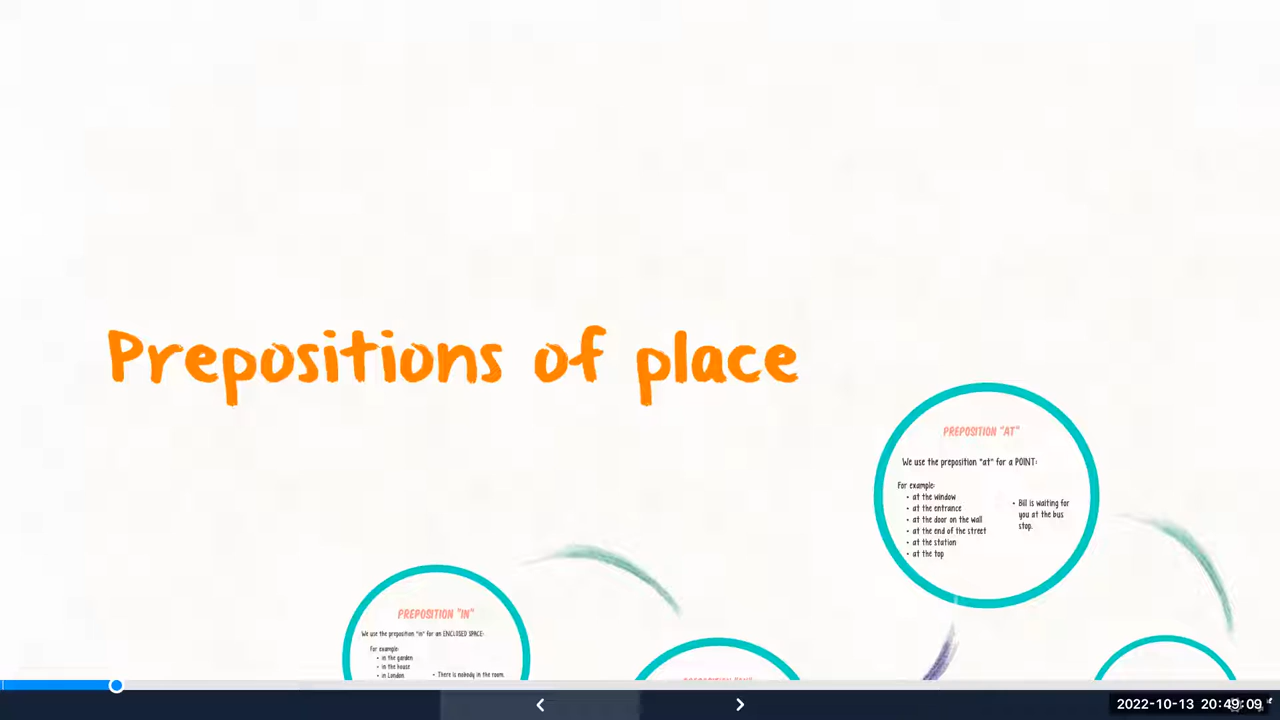 Prepositions of place
PREPOSITION "AT"
We use the preposition "at" for a POINT:
For example:
• at the window
• at the entrance
• at the door on the wall
• at the end of the street
• at the station
• at the top
• Bill is waiting for
you at the bus
stop.
PREPOSITION "IN"
We use the preposition "in" for an ENCLOSED SPACE:
For example:
• in the garden
• in the house
• in London
• There is nobody in the room.
2022-10-13 20:49:09